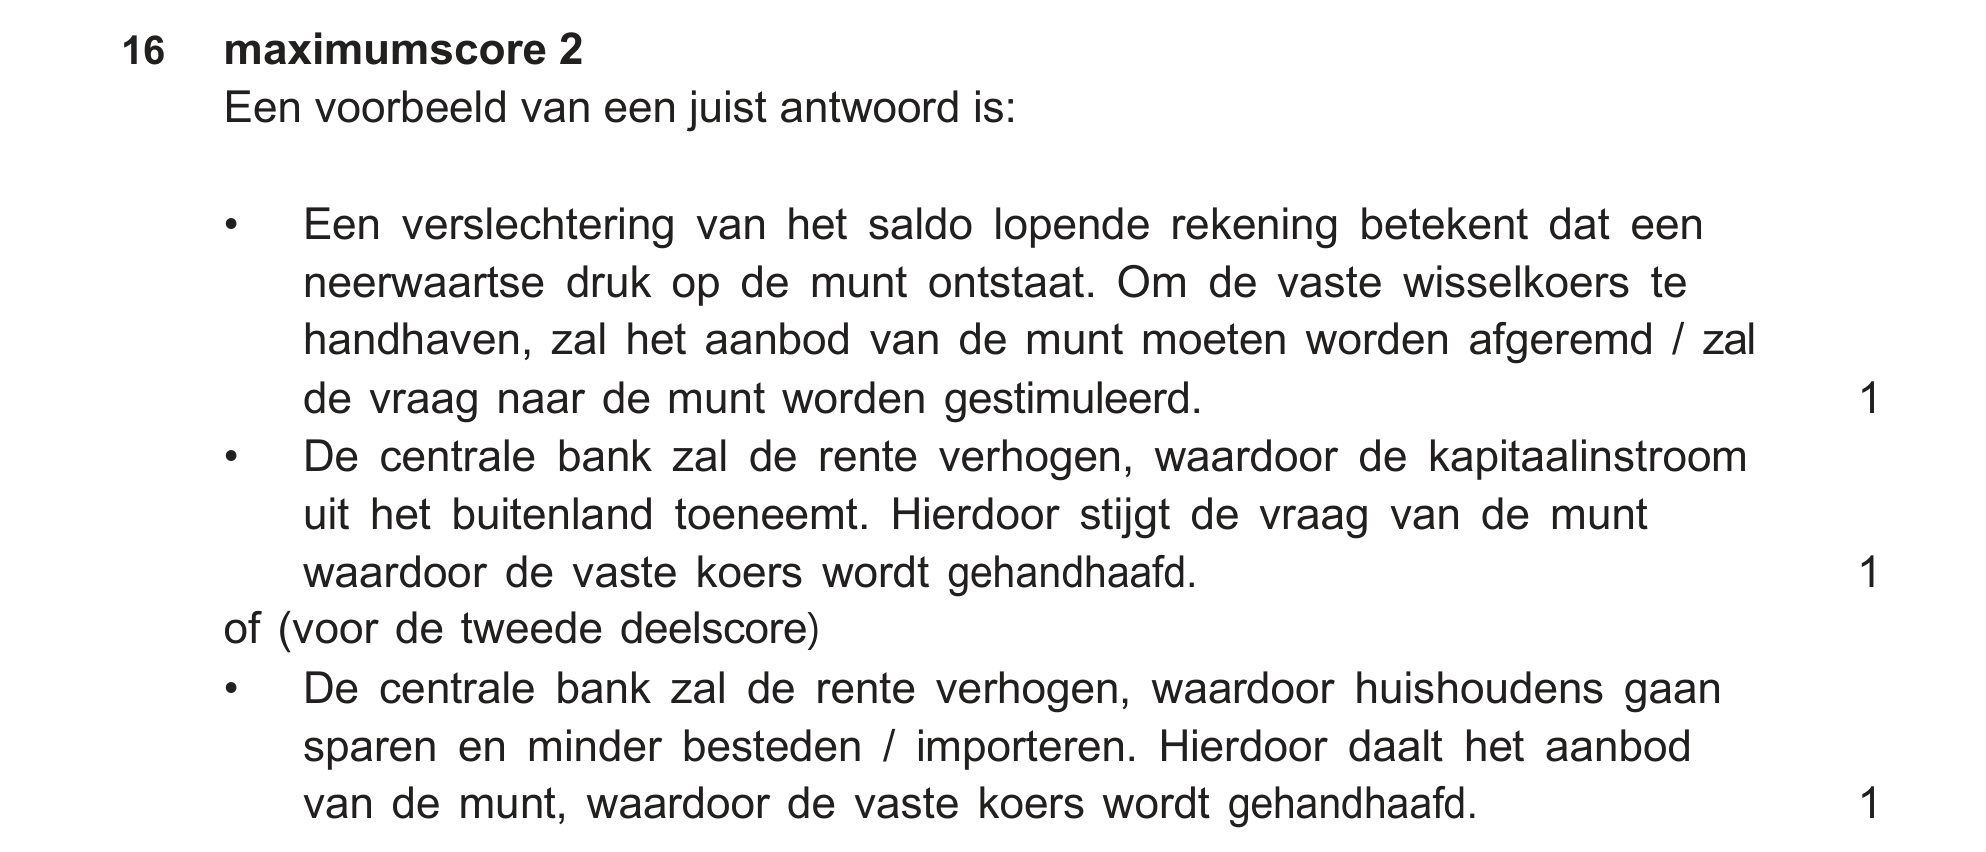 16 maximumscore 2
Een voorbeeld van een juist antwoord is:
• Een verslechtering van het saldo lopende rekening betekent dat een
neerwaartse druk op de munt ontstaat. Om de vaste wisselkoers te
handhaven, zal het aanbod van de munt moeten worden afgeremd / zal
de vraag naar de munt worden gestimuleerd. 1
• De centrale bank zal de rente verhogen, waardoor de kapitaalinstroom
uit het buitenland toeneemt. Hierdoor stijgt de vraag van de munt
waardoor de vaste koers wordt gehandhaafd. 1
of (voor de tweede deelscore)
• De centrale bank zal de rente verhogen, waardoor huishoudens gaan
sparen en minder besteden / importeren. Hierdoor daalt het aanbod
van de munt, waardoor de vaste koers wordt gehandhaafd. 1